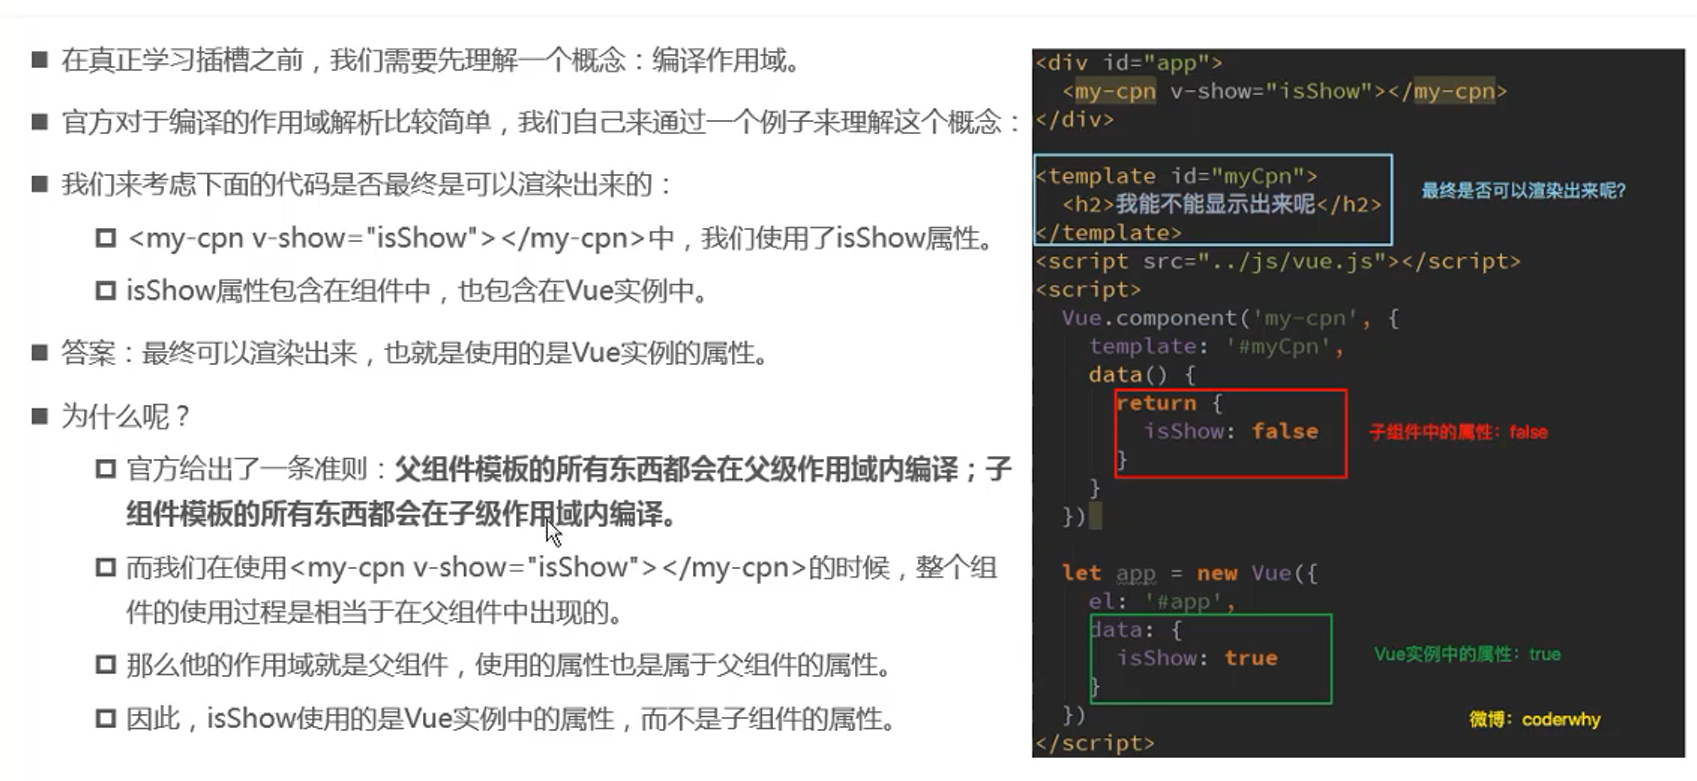 ■ 在真正学习插槽之前，我们需要先理解一个概念：编译作用域。
■ 官方对于编译的作用域解析比较简单，我们自己来通过一个例子来理解这个概念：
■ 我们来考虑下面的代码是否最终是可以渲染出来的：
<my-cpn v-show="isShow"></my-cpn>中，我们使用了isShow属性。
isShow属性包含在组件中，也包含在Vue实例中。
■ 答案：最终可以渲染出来，也就是使用的是Vue实例的属性。
■ 为什么呢？
官方给出了一条准则：父组件模板的所有东西都会在父级作用域内编译；子
组件模板的所有东西都会在子级作用域内编译。
而我们在使用<my-cpn v-show="isShow"></my-cpn>的时候，整个组
件的使用过程是相当于在父组件中出现的。
那么他的作用域就是父组件，使用的属性也是属于父组件的属性。
因此，isShow使用的是Vue实例中的属性，而不是子组件的属性。
<div id="app">
<my-cpn v-show="isShow"></my-cpn>
</div>
<template id="myCpn">
<h2>我能不能显示出来呢</h2>
</template>
最终是否可以渲染出来呢?
<script src="../js/vue.js"></script>
<script>
Vue.component('my-cpn', {
template: '#myCpn',
data() {
return {
isShow: false
}
子组件中的属性：false
}
})
let app = new Vue({
el: '#app',
data: {
isShow: true
}
Vue实例中的属性：true
})
</script>
微博：coderwhy